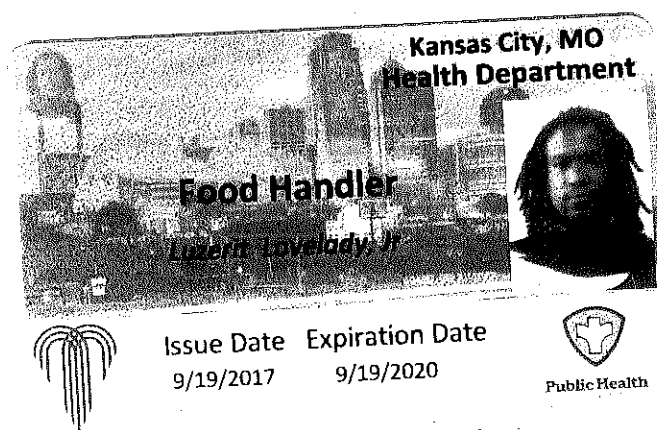 Kansas City, MO
Health Department
Food Handler
Luzerit Lovelady, Jr
Issue Date Expiration Date
9/19/2017 9/19/2020
Public Health